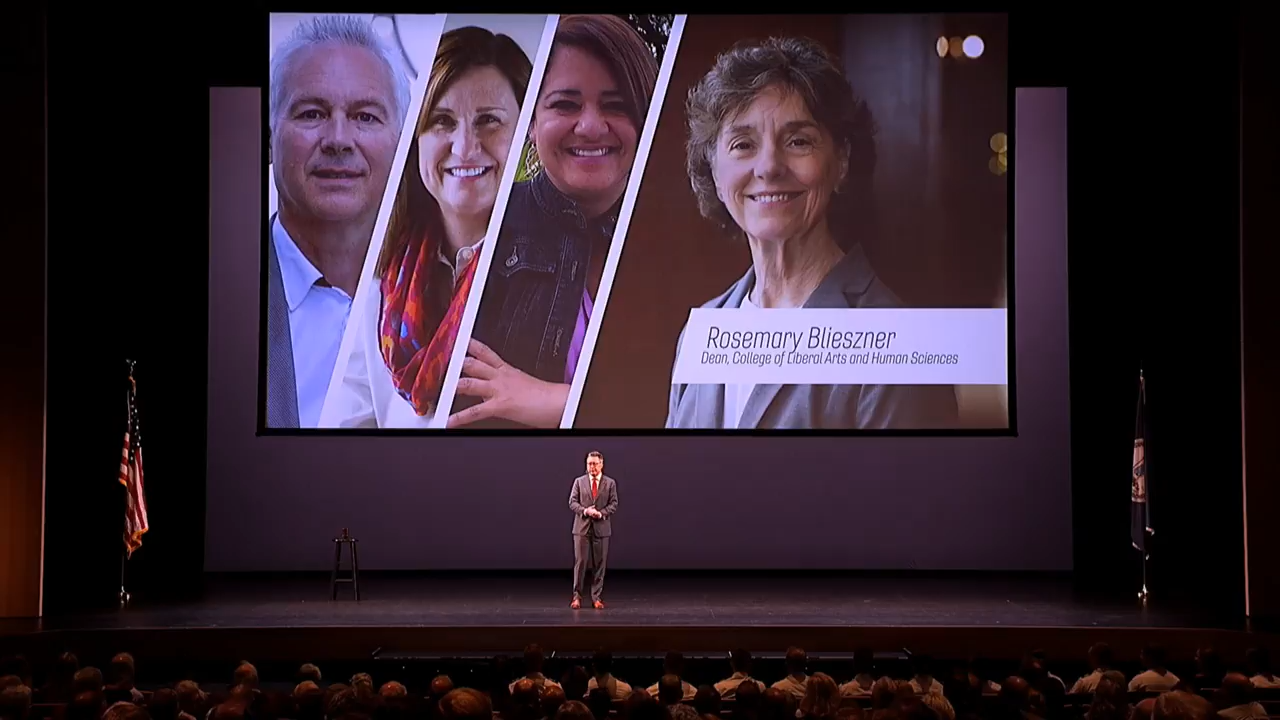 Rosemary Blieszner
Dean, College of Liberal Arts and Human Sciences